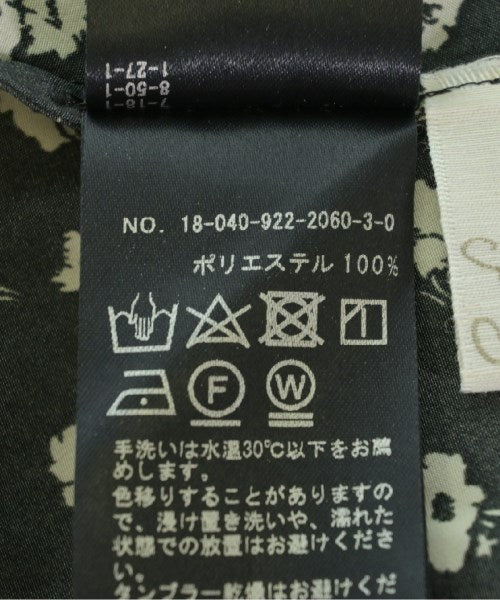 1-27-1
8-50-1
7-18-1
NO. 18-040-922-2060-3-0
ポリエステル 100%
F
W
手洗いは水温30℃以下をお薦
めします。
色移りすることがありますの
で、浸け置き洗いや、濡れた
状態での放置はお避けくださ
い。
タンブラー乾燥はお避けくだ